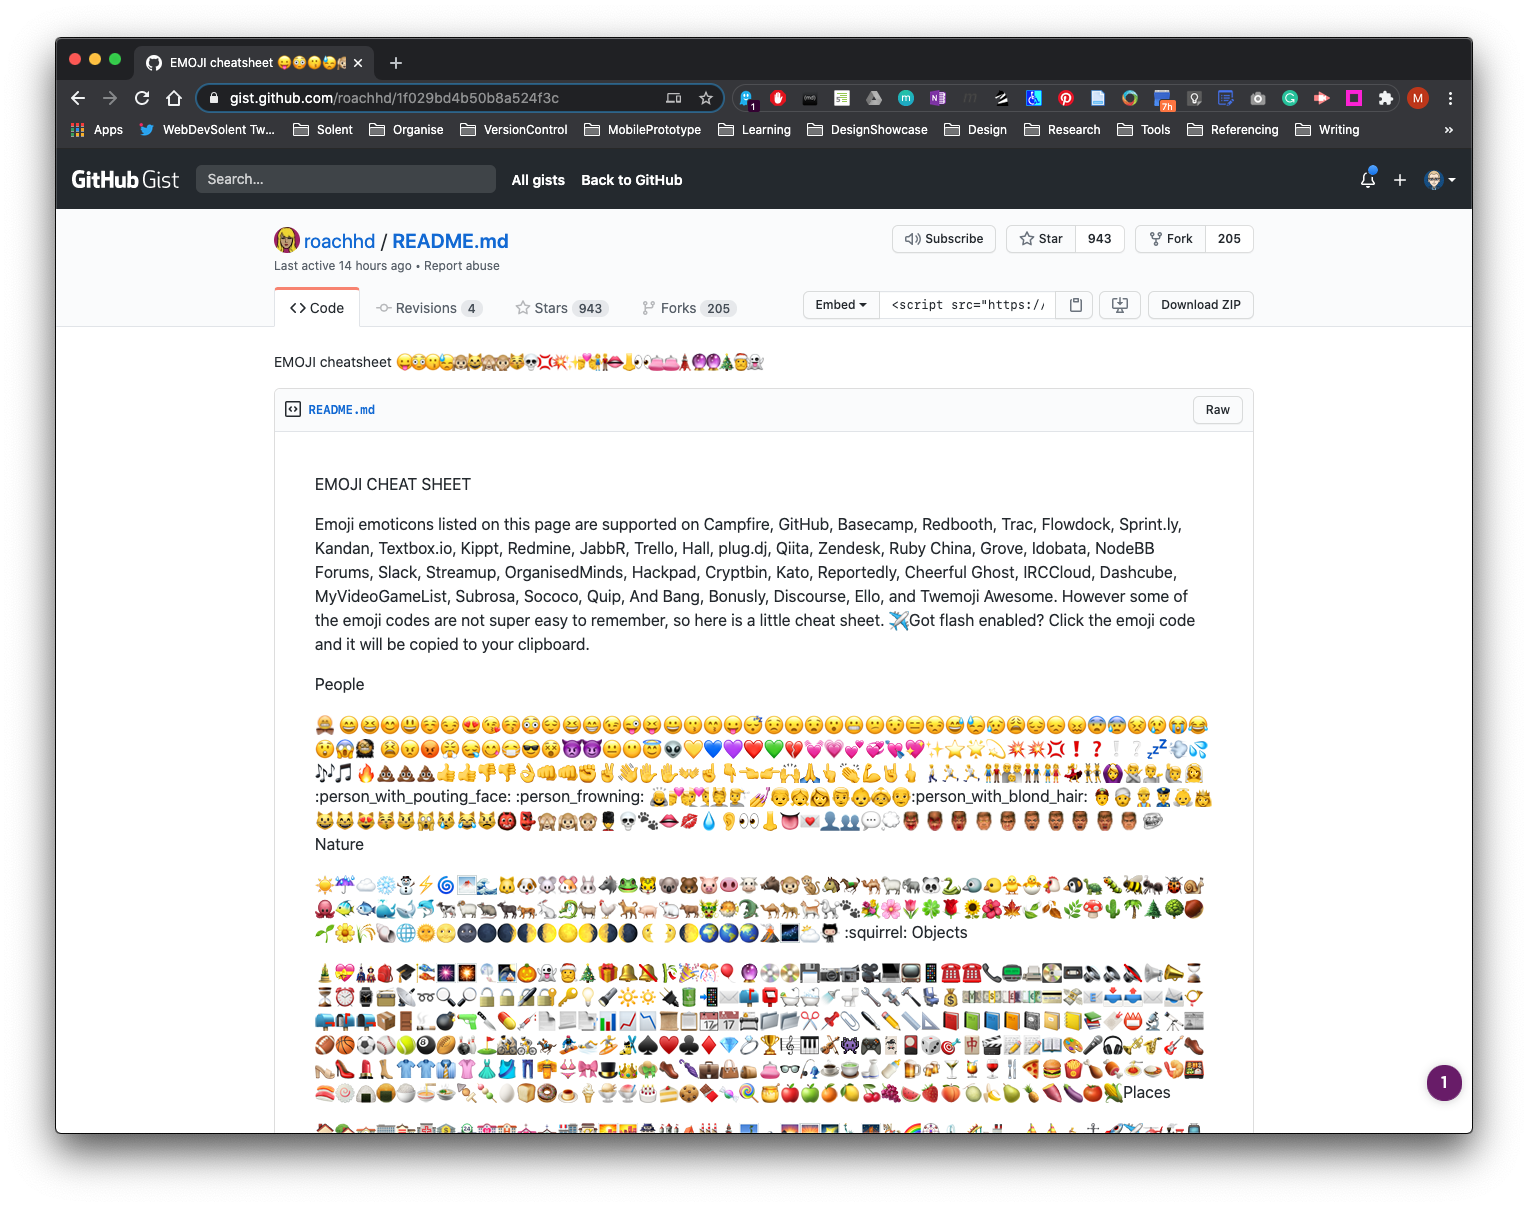 EMOJI cheatsheet
gist.github.com/roachhd/1f029bd4b50b8a524f3c
1
7h
M
Apps
WebDevSolent Tw...
Solent
Organise
VersionControl
MobilePrototype
Learning
DesignShowcase
Design
Research
Tools
Referencing
Writing
»
GitHub Gist
Search...
All gists
Back to GitHub
roachhd / README.md
Subscribe
Star 943
Fork 205
Last active 14 hours ago • Report abuse
Code
Revisions 4
Stars 943
Forks 205
Embed
<script src="https:/
Download ZIP
EMOJI cheatsheet
README.md
Raw
EMOJI CHEAT SHEET
Emoji emoticons listed on this page are supported on Campfire, GitHub, Basecamp, Redbooth, Trac, Flowdock, Sprint.ly,
Kandan, Textbox.io, Kippt, Redmine, JabbR, Trello, Hall, plug.dj, Qiita, Zendesk, Ruby China, Grove, Idobata, NodeBB
Forums, Slack, Streamup, OrganisedMinds, Hackpad, Cryptbin, Kato, Reportedly, Cheerful Ghost, IRCCloud, Dashcube,
MyVideoGameList, Subrosa, Sococo, Quip, And Bang, Bonusly, Discourse, Ello, and Twemoji Awesome. However some of
the emoji codes are not super easy to remember, so here is a little cheat sheet. ✈️Got flash enabled? Click the emoji code
and it will be copied to your clipboard.
People
:person_with_pouting_face: :person_frowning: :person_with_blond_hair:
Nature
:squirrel: Objects
Places
1